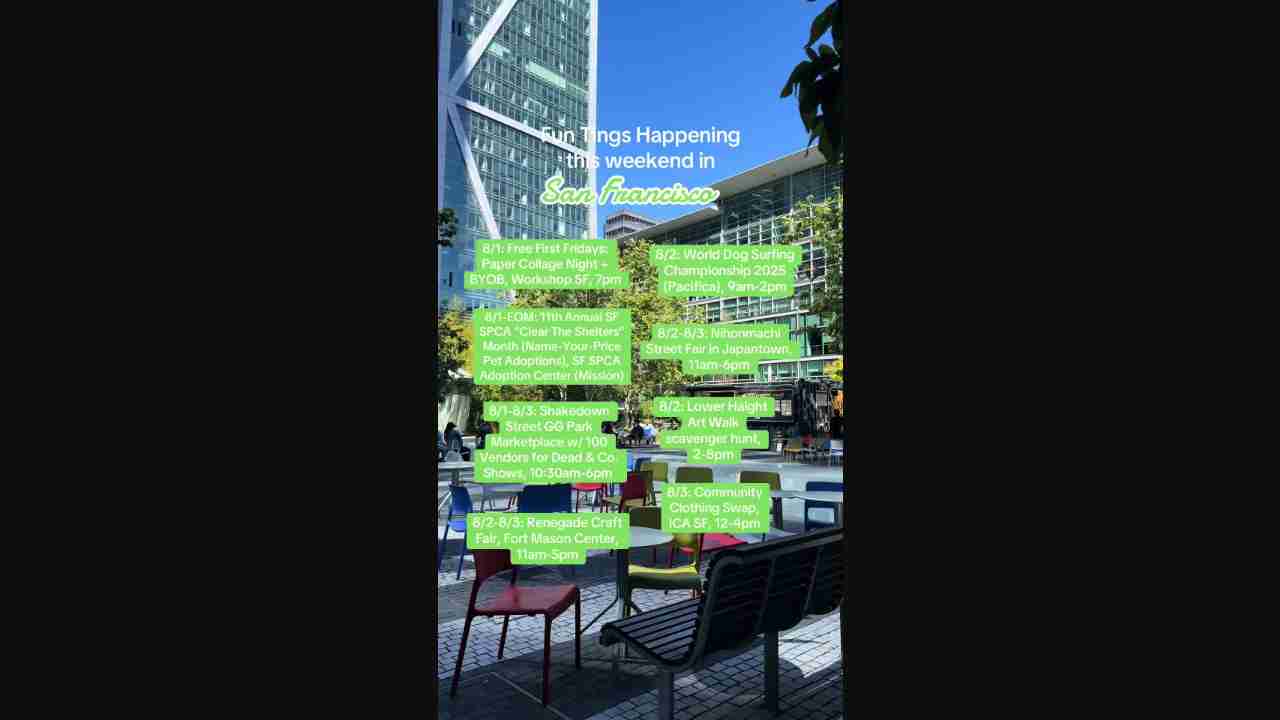 Fun Tings Happening
this weekend in
San Francisco
8/1: Free First Fridays:
Paper Collage Night +
BYOB, Workshop SF, 7pm
8/1-EOM: 11th Annual SF
SPCA "Clear The Shelters"
Month (Name-Your-Price
Pet Adoptions), SF SPCA
Adoption Center (Mission)
8/1-8/3: Shakedown
Street GG Park
Marketplace w/ 100
Vendors for Dead & Co.
Shows, 10:30am-6pm
8/2-8/3: Renegade Craft
Fair, Fort Mason Center,
11am-5pm
8/2: World Dog Surfing
Championship 2025
(Pacifica), 9am-2pm
8/2-8/3: Nihonmachi
Street Fair in Japantown,
11am-6pm
8/2: Lower Haight
Art Walk
scavenger hunt,
2-8pm
8/3: Community
Clothing Swap,
ICA SF, 12-4pm